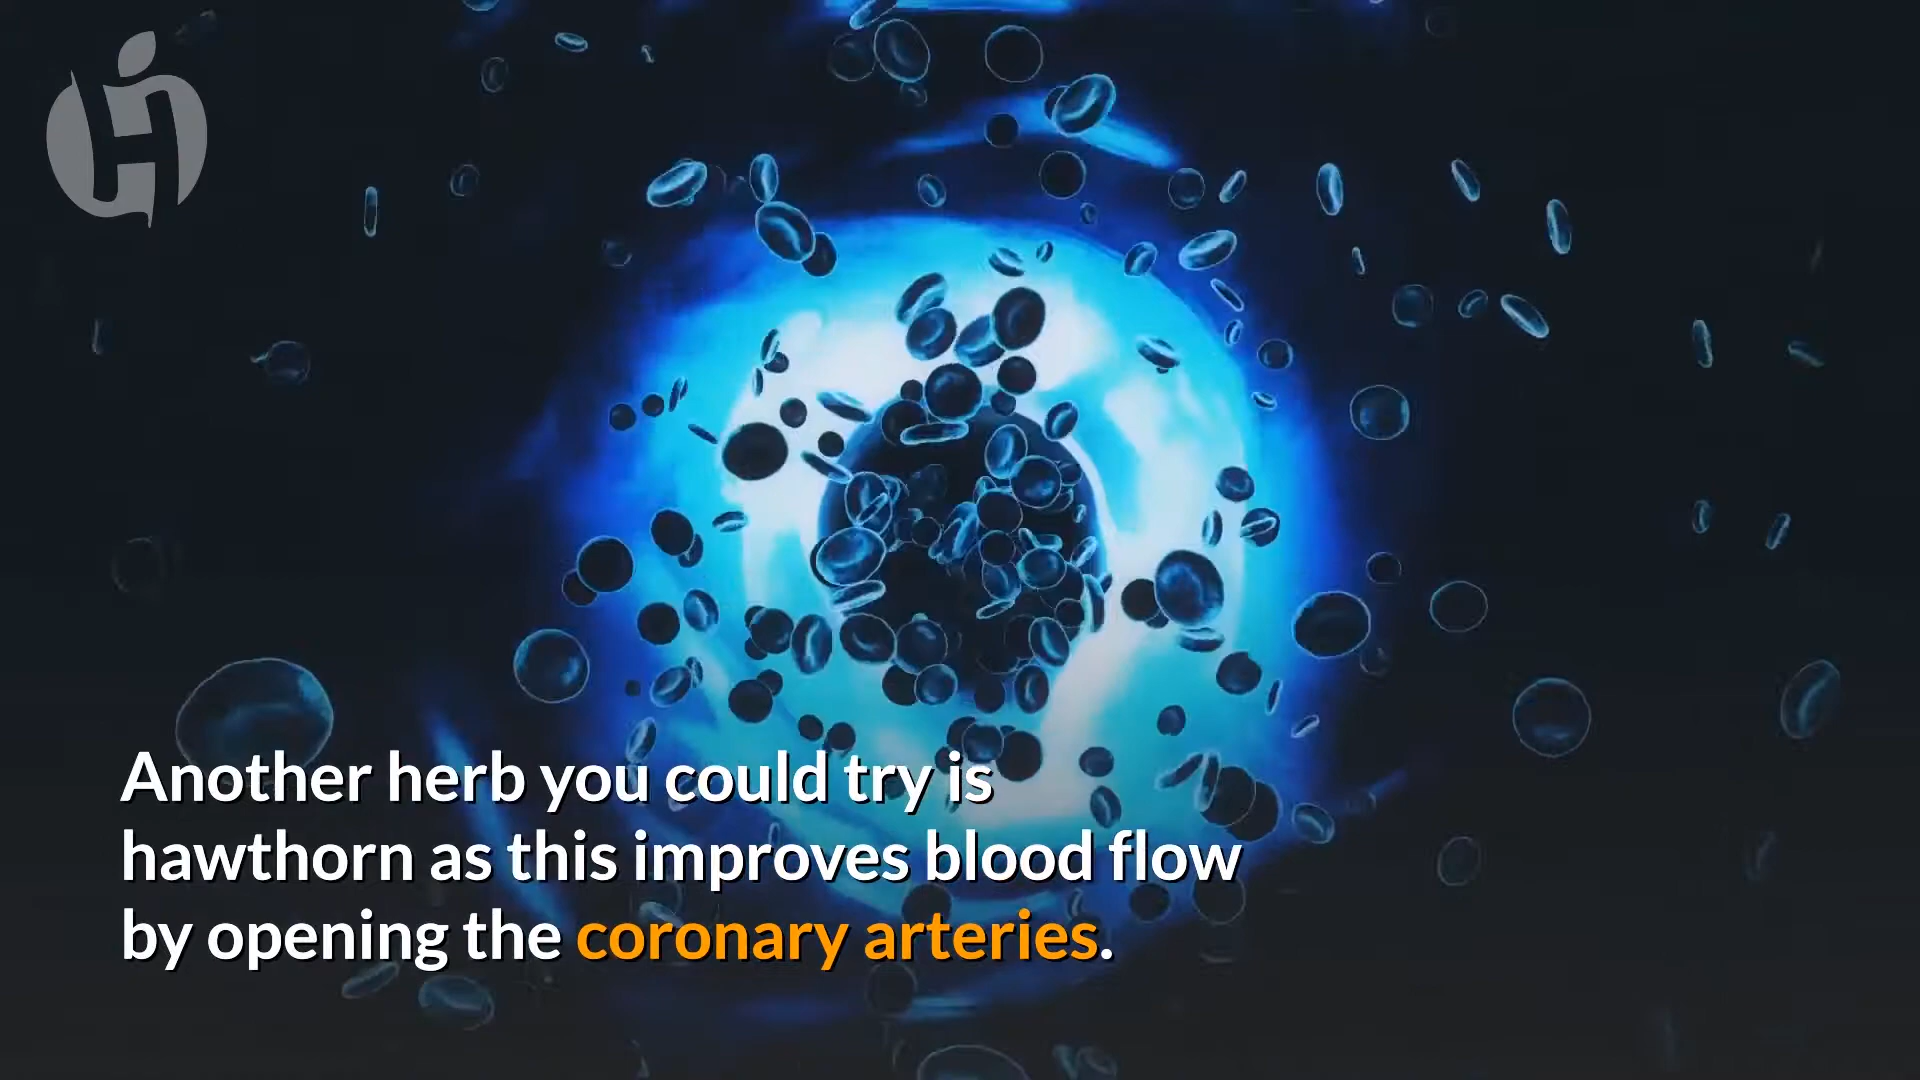 Another herb you could try is
hawthorn as this improves blood flow
by opening the coronary arteries.